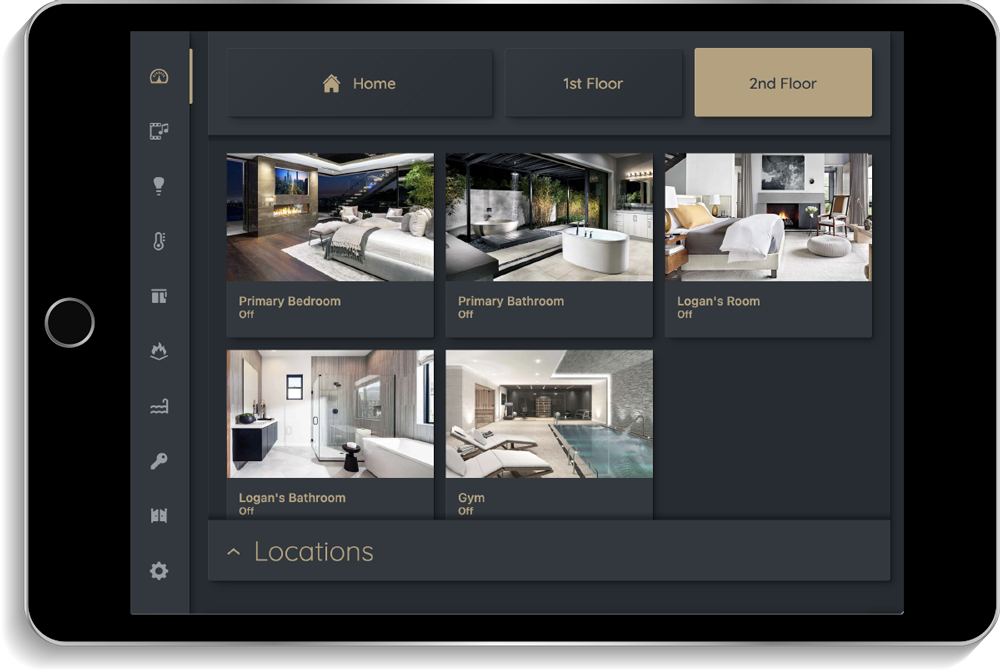 Home
1st Floor
2nd Floor
Primary Bedroom
Off
Primary Bathroom
Off
Logan's Room
Off
Logan's Bathroom
Off
Gym
Off
Locations